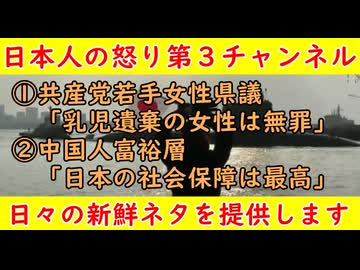 日本人の怒り第３チャンネル
①共産党若手女性県議
「乳児遺棄の女性は無罪」
②中国人富裕層
「日本の社会保障は最高」
日々の新鮮ネタを提供します